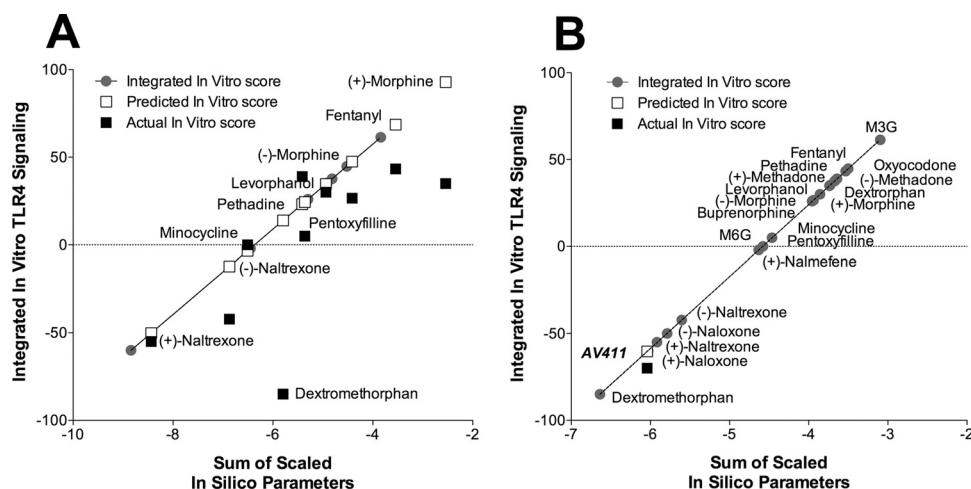 A
Integrated In Vitro TLR4 Signaling
100
50
0
-50
-100
Integrated In Vitro score
Predicted In Vitro score
Actual In Vitro score
(+)-Morphine
Fentanyl
(-)-Morphine
Levorphanol
Pethadine
Pentoxyfilline
Minocycline
(-)-Naltrexone
(+)-Naltrexone
Dextromethorphan
-10
-8
-6
-4
-2
Sum of Scaled
In Silico Parameters
B
Integrated In Vitro TLR4 Signaling
100
50
0
-50
-100
Integrated In Vitro score
Predicted In Vitro score
Actual In Vitro score
M3G
Fentanyl
Pethadine
Oxyocodone
(+)-Methadone
(-)-Methadone
Levorphanol
Dextrorphan
(-)-Morphine
(+)-Morphine
Buprenorphine
M6G
Minocycline
Pentoxyfilline
(+)-Nalmefene
(-)-Naltrexone
(-)-Naloxone
(+)-Naltrexone
AV411
(+)-Naloxone
Dextromethorphan
-7
-6
-5
-4
-3
-2
Sum of Scaled
In Silico Parameters